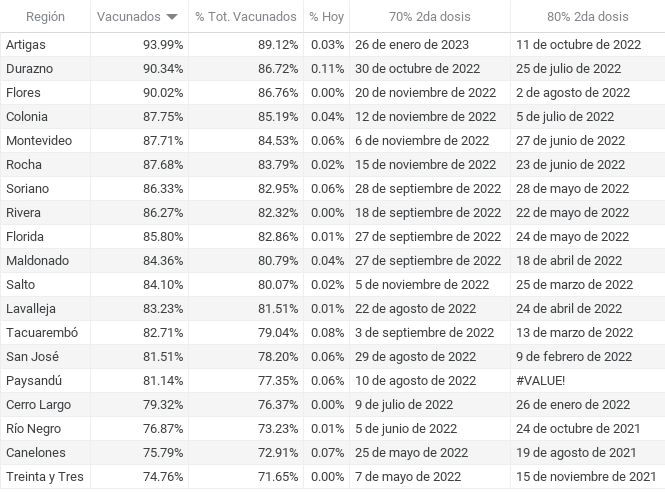 Región Vacunados % Tot. Vacunados % Hoy 70% 2da dosis 80% 2da dosis
Artigas 93.99% 89.12% 0.03% 26 de enero de 2023 11 de octubre de 2022
Durazno 90.34% 86.72% 0.11% 30 de octubre de 2022 25 de julio de 2022
Flores 90.02% 86.76% 0.00% 20 de noviembre de 2022 2 de agosto de 2022
Colonia 87.75% 85.19% 0.04% 12 de noviembre de 2022 5 de julio de 2022
Montevideo 87.71% 84.53% 0.06% 6 de noviembre de 2022 27 de junio de 2022
Rocha 87.68% 83.79% 0.02% 15 de noviembre de 2022 23 de junio de 2022
Soriano 86.33% 82.95% 0.06% 28 de septiembre de 2022 28 de mayo de 2022
Rivera 86.27% 82.32% 0.00% 18 de septiembre de 2022 22 de mayo de 2022
Florida 85.80% 82.86% 0.01% 27 de septiembre de 2022 24 de mayo de 2022
Maldonado 84.36% 80.79% 0.04% 27 de septiembre de 2022 18 de abril de 2022
Salto 84.10% 80.07% 0.02% 5 de noviembre de 2022 25 de marzo de 2022
Lavalleja 83.23% 81.51% 0.01% 22 de agosto de 2022 24 de abril de 2022
Tacuarembó 82.71% 79.04% 0.08% 3 de septiembre de 2022 13 de marzo de 2022
San José 81.51% 78.20% 0.06% 29 de agosto de 2022 9 de febrero de 2022
Paysandú 81.14% 77.35% 0.06% 10 de agosto de 2022 #VALUE!
Cerro Largo 79.32% 76.37% 0.00% 9 de julio de 2022 26 de enero de 2022
Río Negro 76.87% 73.23% 0.01% 5 de junio de 2022 24 de octubre de 2021
Canelones 75.79% 72.91% 0.07% 25 de mayo de 2022 19 de agosto de 2021
Treinta y Tres 74.76% 71.65% 0.00% 7 de mayo de 2022 15 de noviembre de 2021